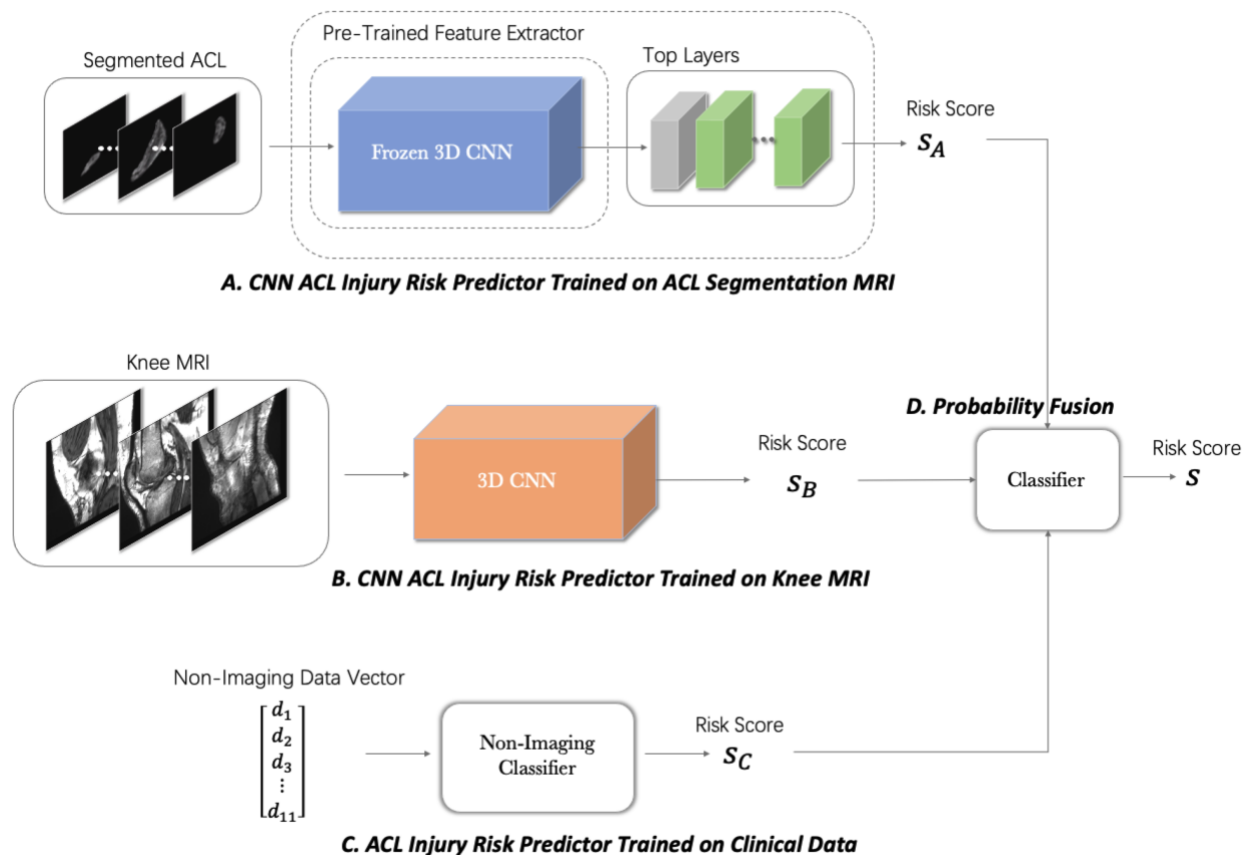 Pre-Trained Feature Extractor
Segmented ACL
Top Layers
Frozen 3D CNN
Risk Score
S_A
A. CNN ACL Injury Risk Predictor Trained on ACL Segmentation MRI
Knee MRI
3D CNN
Risk Score
S_B
B. CNN ACL Injury Risk Predictor Trained on Knee MRI
D. Probability Fusion
Classifier
Risk Score
S
Non-Imaging Data Vector
d_1
d_2
d_3
⋮
d_11
Non-Imaging
Classifier
Risk Score
S_C
C. ACL Injury Risk Predictor Trained on Clinical Data